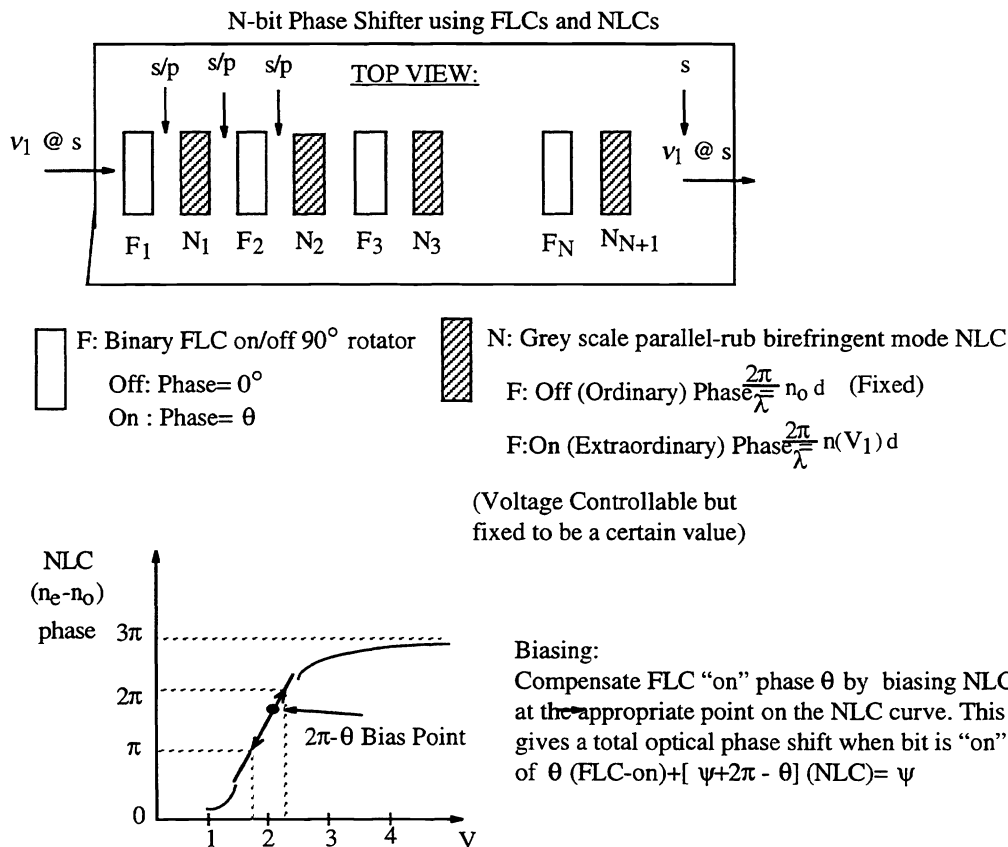 N-bit Phase Shifter using FLCs and NLCs
s/p s/p s/p TOP VIEW: s
ν1 @ s ν1 @ s
F1 N1 F2 N2 F3 N3 FN NN+1
F: Binary FLC on/off 90° rotator
Off: Phase= 0°
On : Phase= θ
N: Grey scale parallel-rub birefringent mode NLC
F: Off (Ordinary) Phase= 2π/λ no d (Fixed)
F:On (Extraordinary) Phase= 2π/λ n(V1) d
(Voltage Controllable but
fixed to be a certain value)
NLC
(ne-no)
phase
3π
2π
π
0
1 2 3 4 V
2π-θ Bias Point
Biasing:
Compensate FLC “on” phase θ by biasing NLC
at the appropriate point on the NLC curve. This
gives a total optical phase shift when bit is “on”
of θ (FLC-on)+[ ψ+2π - θ] (NLC)= ψ